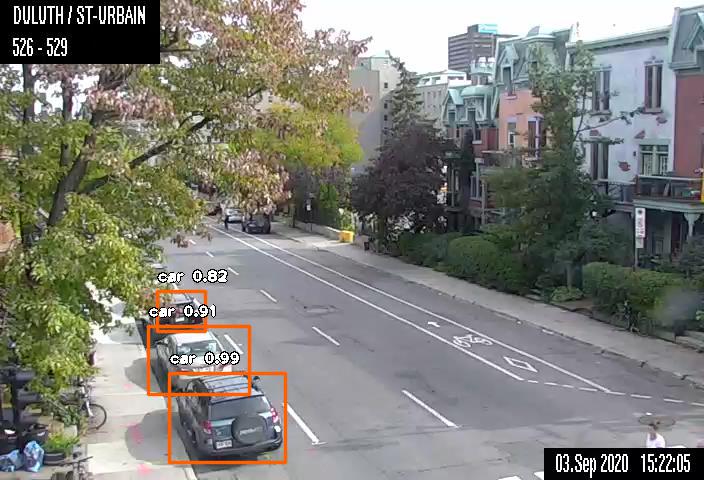 DULUTH / ST-URBAIN
526 - 529
car 0.82
car 0.91
car 0.99
03.Sep 2020 15:22:05